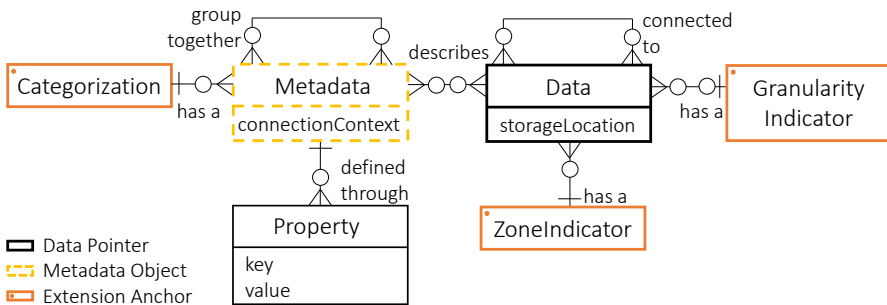 group
together
connected
to
describes
Categorization
has a
Metadata
connectionContext
Data
storageLocation
has a
Granularity
Indicator
defined
through
has a
Property
key
value
ZoneIndicator
Data Pointer
Metadata Object
Extension Anchor